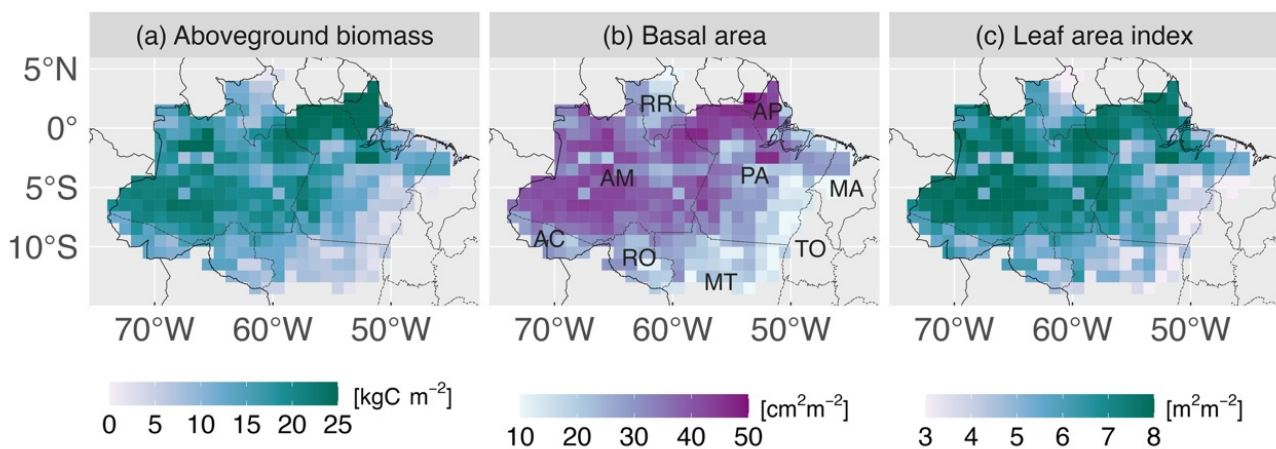 (a) Aboveground biomass
(b) Basal area
(c) Leaf area index
5°N
0°
5°S
10°S
RR
AP
AM
PA
MA
AC
RO
TO
MT
70°W 60°W 50°W
70°W 60°W 50°W
70°W 60°W 50°W
[kgC m⁻²]
0 5 10 15 20 25
[cm²m⁻²]
10 20 30 40 50
[m²m⁻²]
3 4 5 6 7 8